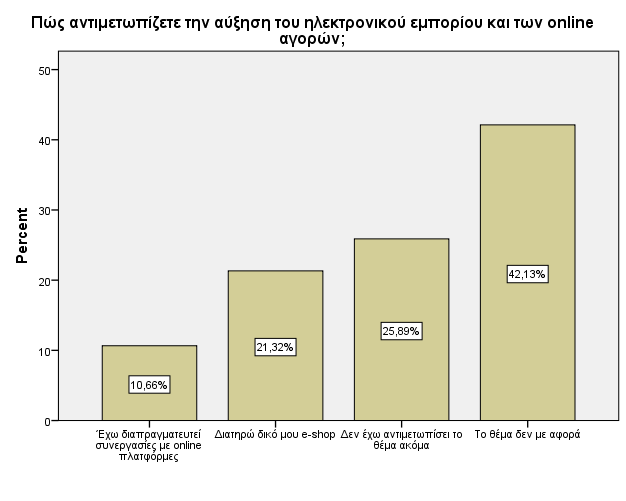 Πώς αντιμετωπίζετε την αύξηση του ηλεκτρονικού εμπορίου και των online
αγορών;
Percent
50
40
30
20
10
0
10,66%
21,32%
25,89%
42,13%
Έχω διαπραγματευτεί
συνεργασίες με online
πλατφόρμες
Διατηρώ δικό μου e-shop
Δεν έχω αντιμετωπίσει το
θέμα ακόμα
Το θέμα δεν με αφορά